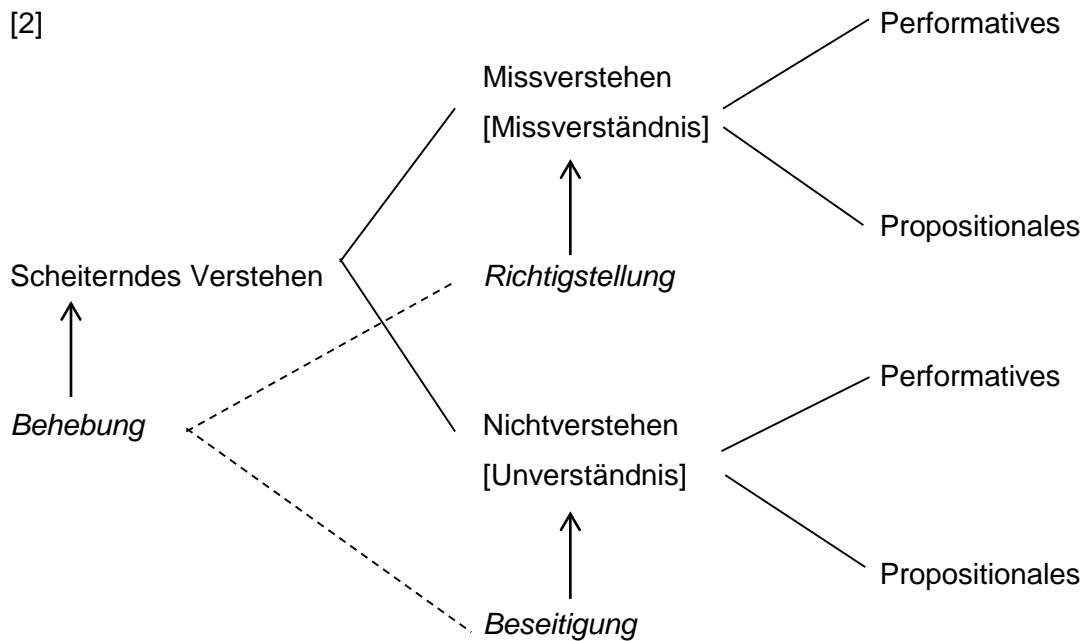 [2]
Performatives
Missverstehen
[Missverständnis]
Propositionales
Scheiterndes Verstehen
Richtigstellung
Performatives
Behebung
Nichtverstehen
[Unverständnis]
Propositionales
Beseitigung